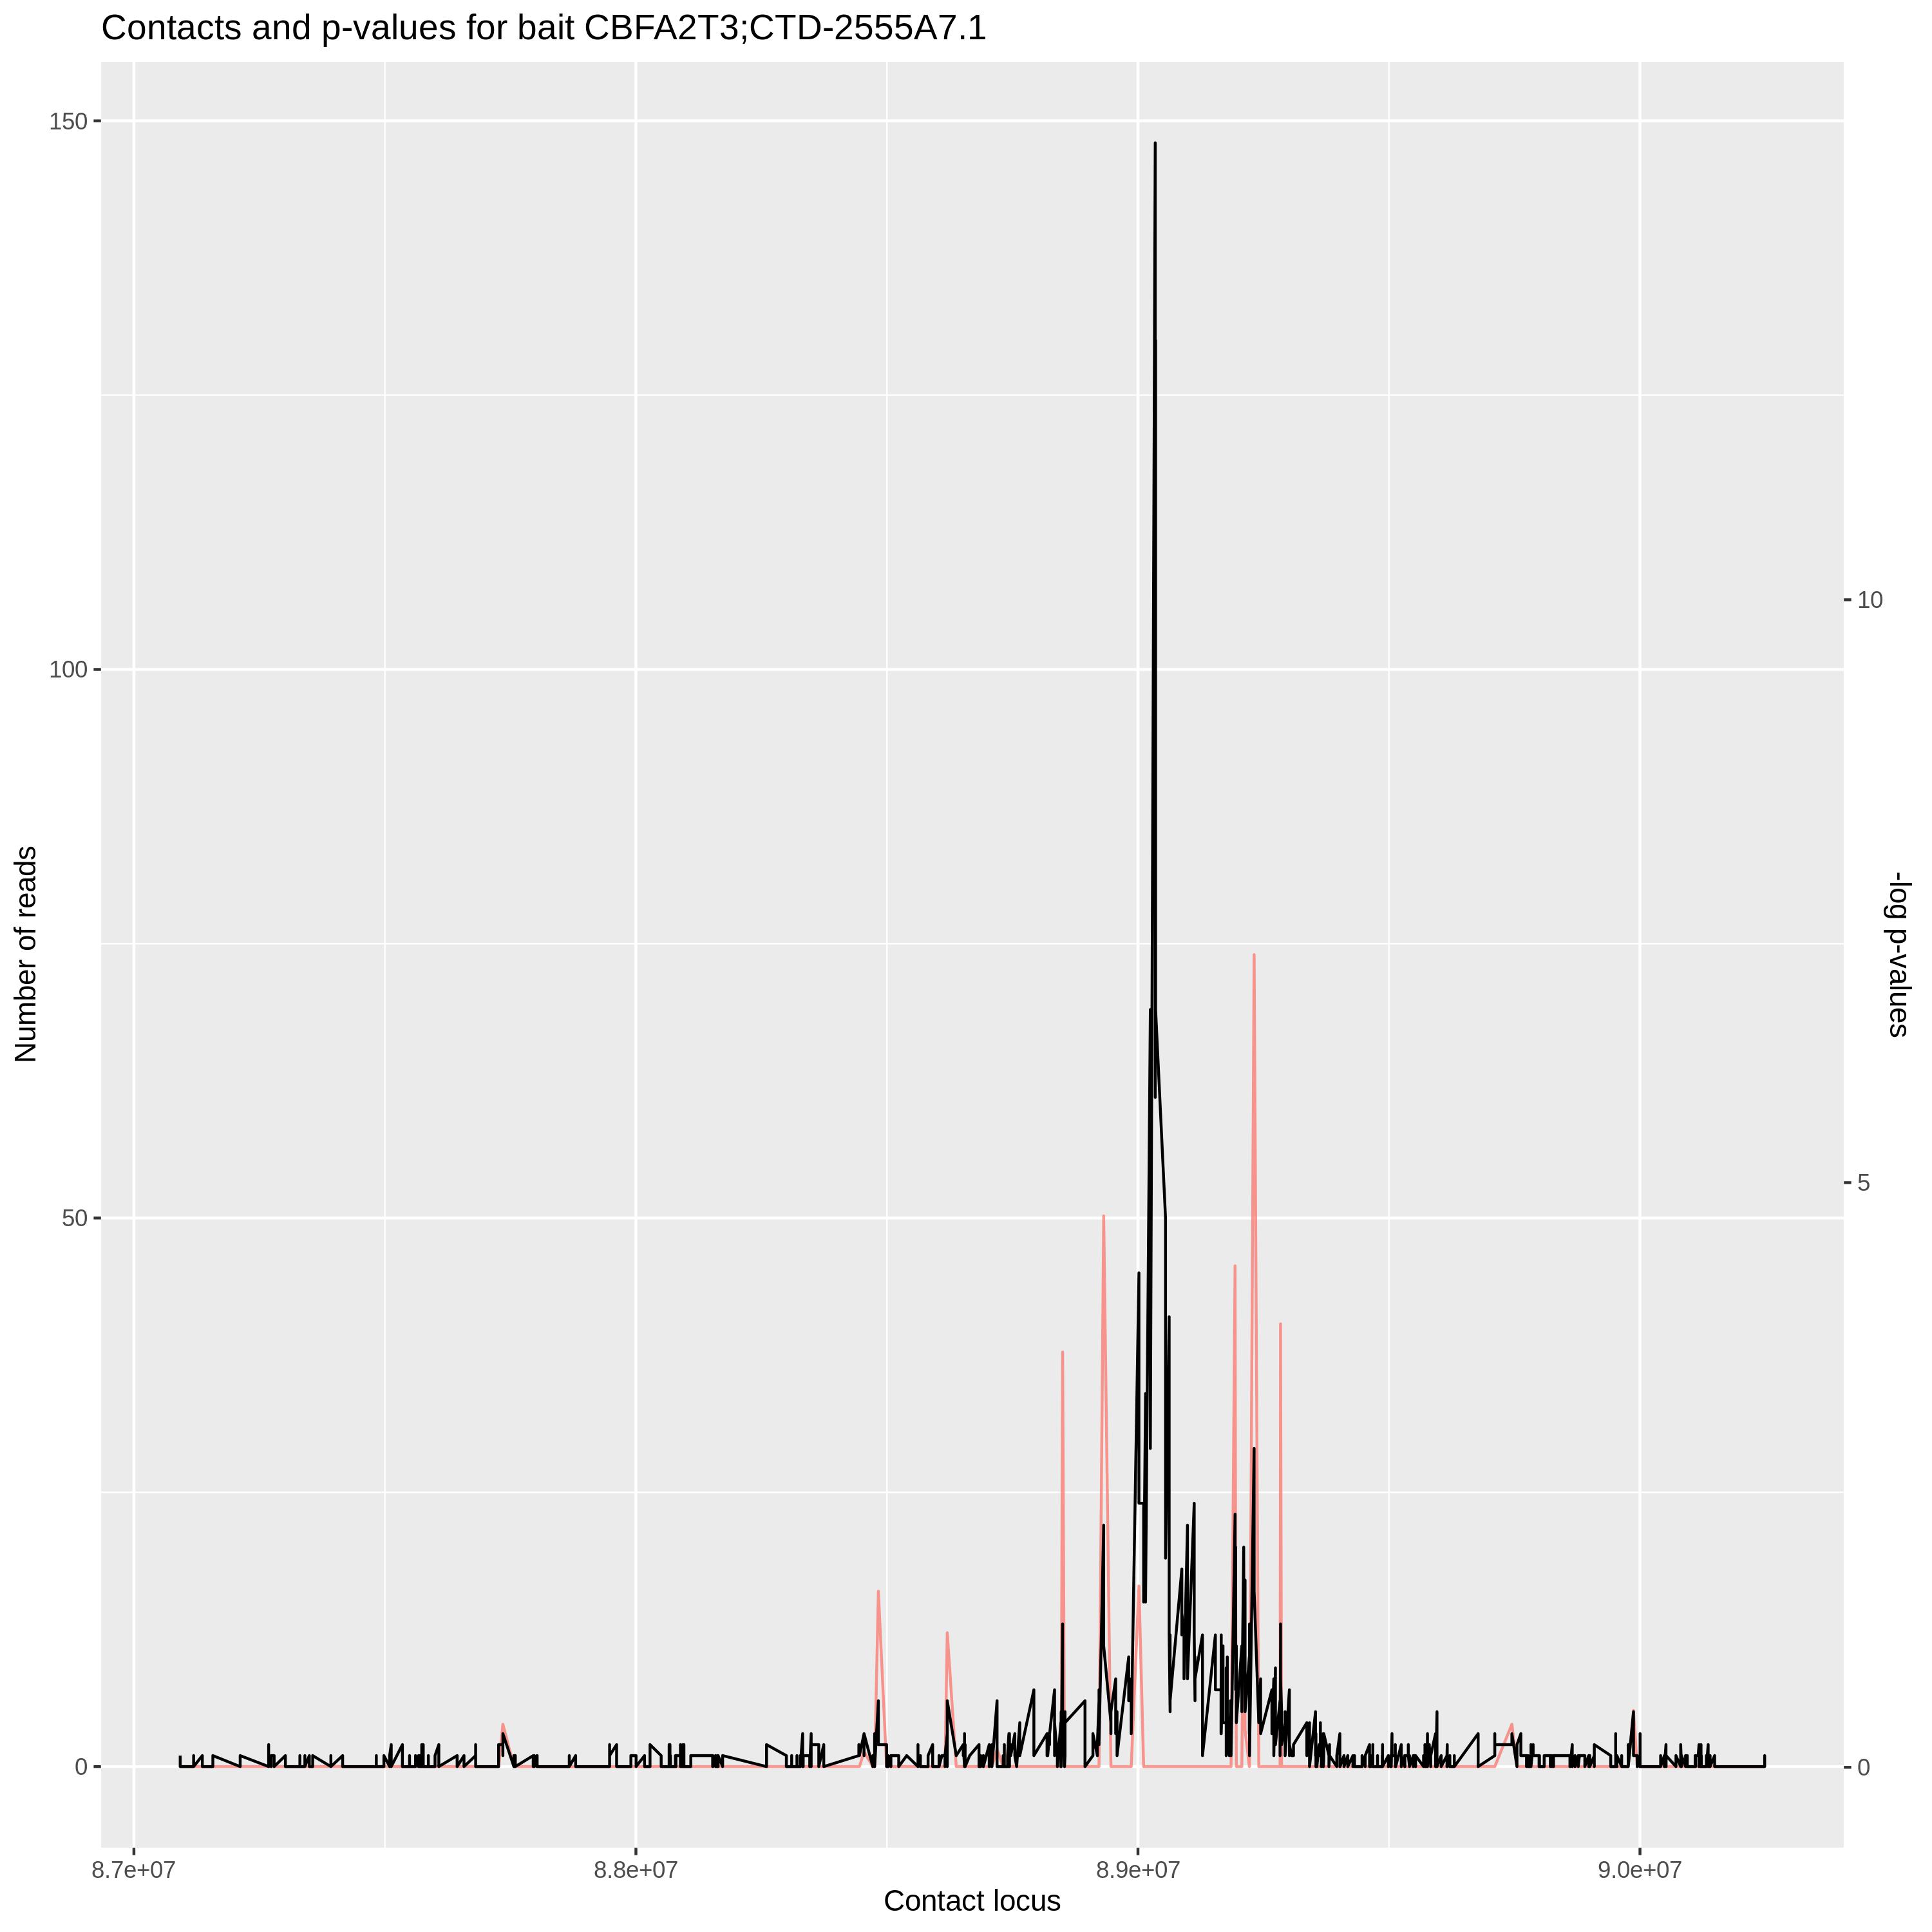 Contacts and p-values for bait CBFA2T3;CTD-2555A7.1
150
100
50
0
Number of reads
10
5
0
-log p-values
8.7e+07
8.8e+07
8.9e+07
9.0e+07
Contact locus